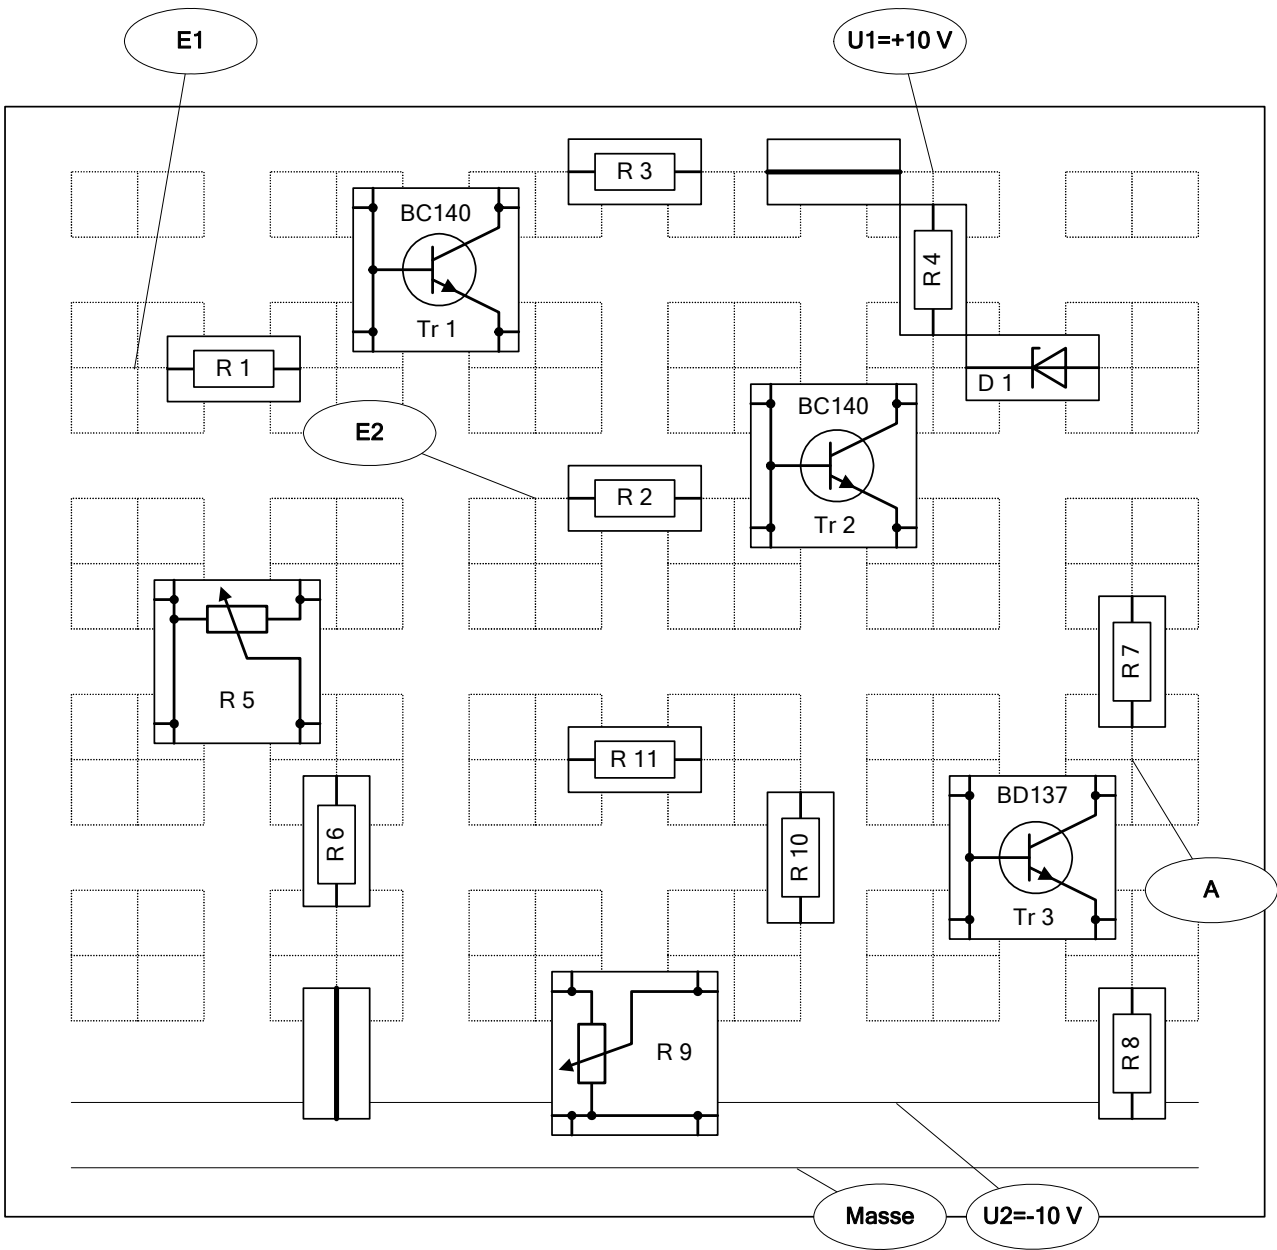 E1
U1=+10 V
R 3
BC140
R 4
Tr 1
R 1
D 1
BC140
E2
R 2
Tr 2
R 7
R 5
R 11
BD137
R 6
R 10
A
Tr 3
R 9
R 8
Masse
U2=-10 V